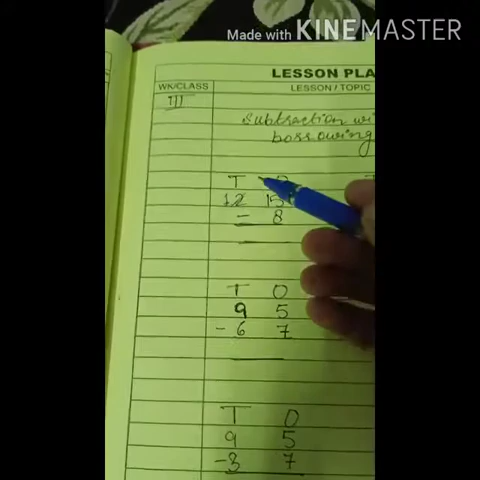 Made with KINEMASTER
LESSON PLA
WK/CLASS
LESSON / TOPIC
III
Subtraction wi
borrowing
T
12 15
- 8
T O
9 5
- 6 7
T O
9 5
- 3 7